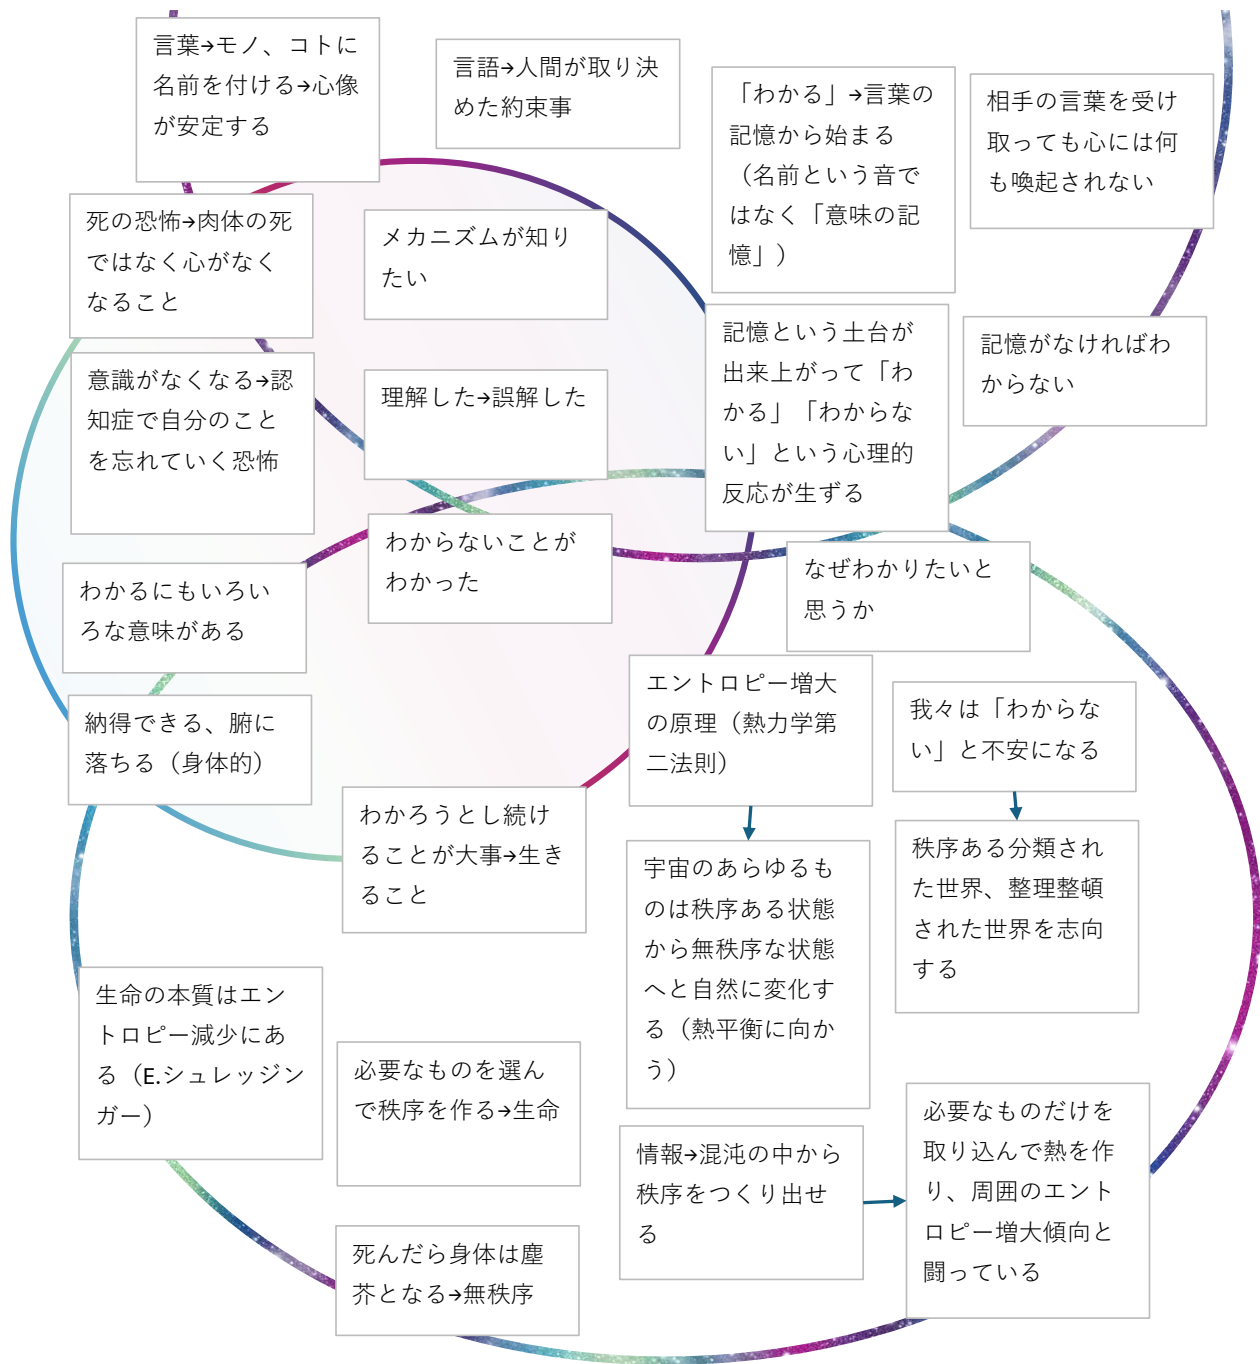 言葉→モノ、コトに
名前を付ける→心像
が安定する
言語→人間が取り決
めた約束事
「わかる」→言葉の
記憶から始まる
（名前という音で
はなく「意味の記
憶」）
相手の言葉を受け
取っても心には何
も喚起されない
死の恐怖→肉体の死
ではなく心がなく
なること
メカニズムが知り
たい
記憶という土台が
出来上がって「わ
かる」「わからな
い」という心理的
反応が生ずる
記憶がなければわ
からない
意識がなくなる→認
知症で自分のこと
を忘れていく恐怖
理解した→誤解した
わからないことが
わかった
なぜわかりたいと
思うか
わかるにもいろい
ろな意味がある
納得できる、腑に
落ちる（身体的）
エントロピー増大
の原理（熱力学第
二法則）
我々は「わからな
い」と不安になる
わかろうとし続け
ることが大事→生き
ること
宇宙のあらゆるも
のは秩序ある状態
から無秩序な状態
へと自然に変化す
る（熱平衡に向か
う）
秩序ある分類され
た世界、整理整頓
された世界を志向
する
生命の本質はエン
トロピー減少にあ
る（E.シュレッジン
ガー）
必要なものを選ん
で秩序を作る→生命
情報→混沌の中から
秩序をつくり出せ
る
必要なものだけを
取り込んで熱を作
り、周囲のエント
ロピー増大傾向と
闘っている
死んだら身体は塵
芥となる→無秩序